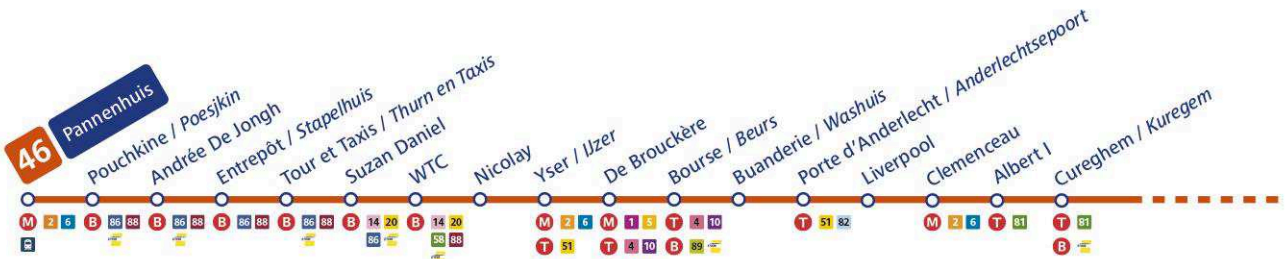 46 Pannenhuis
Pouchkine / Poesjkin
Andrée De Jongh
Entrepôt / Stapelhuis
Tour et Taxis / Thurn en Taxis
Suzan Daniel
WTC
Nicolay
Yser / IJzer
De Brouckère
Bourse / Beurs
Buanderie / Washuis
Porte d'Anderlecht / Anderlechtsepoort
Liverpool
Clemenceau
Albert I
Cureghem / Kuregem
M 2 6 B 86 88 B 86 88 B 86 88 B 86 88 B 14 20 B 14 20 M 2 6 M 1 5 T 4 10 T 51 82 M 2 6 T 81 T 81
86 58 88 T 51 T 4 10 B 89 B